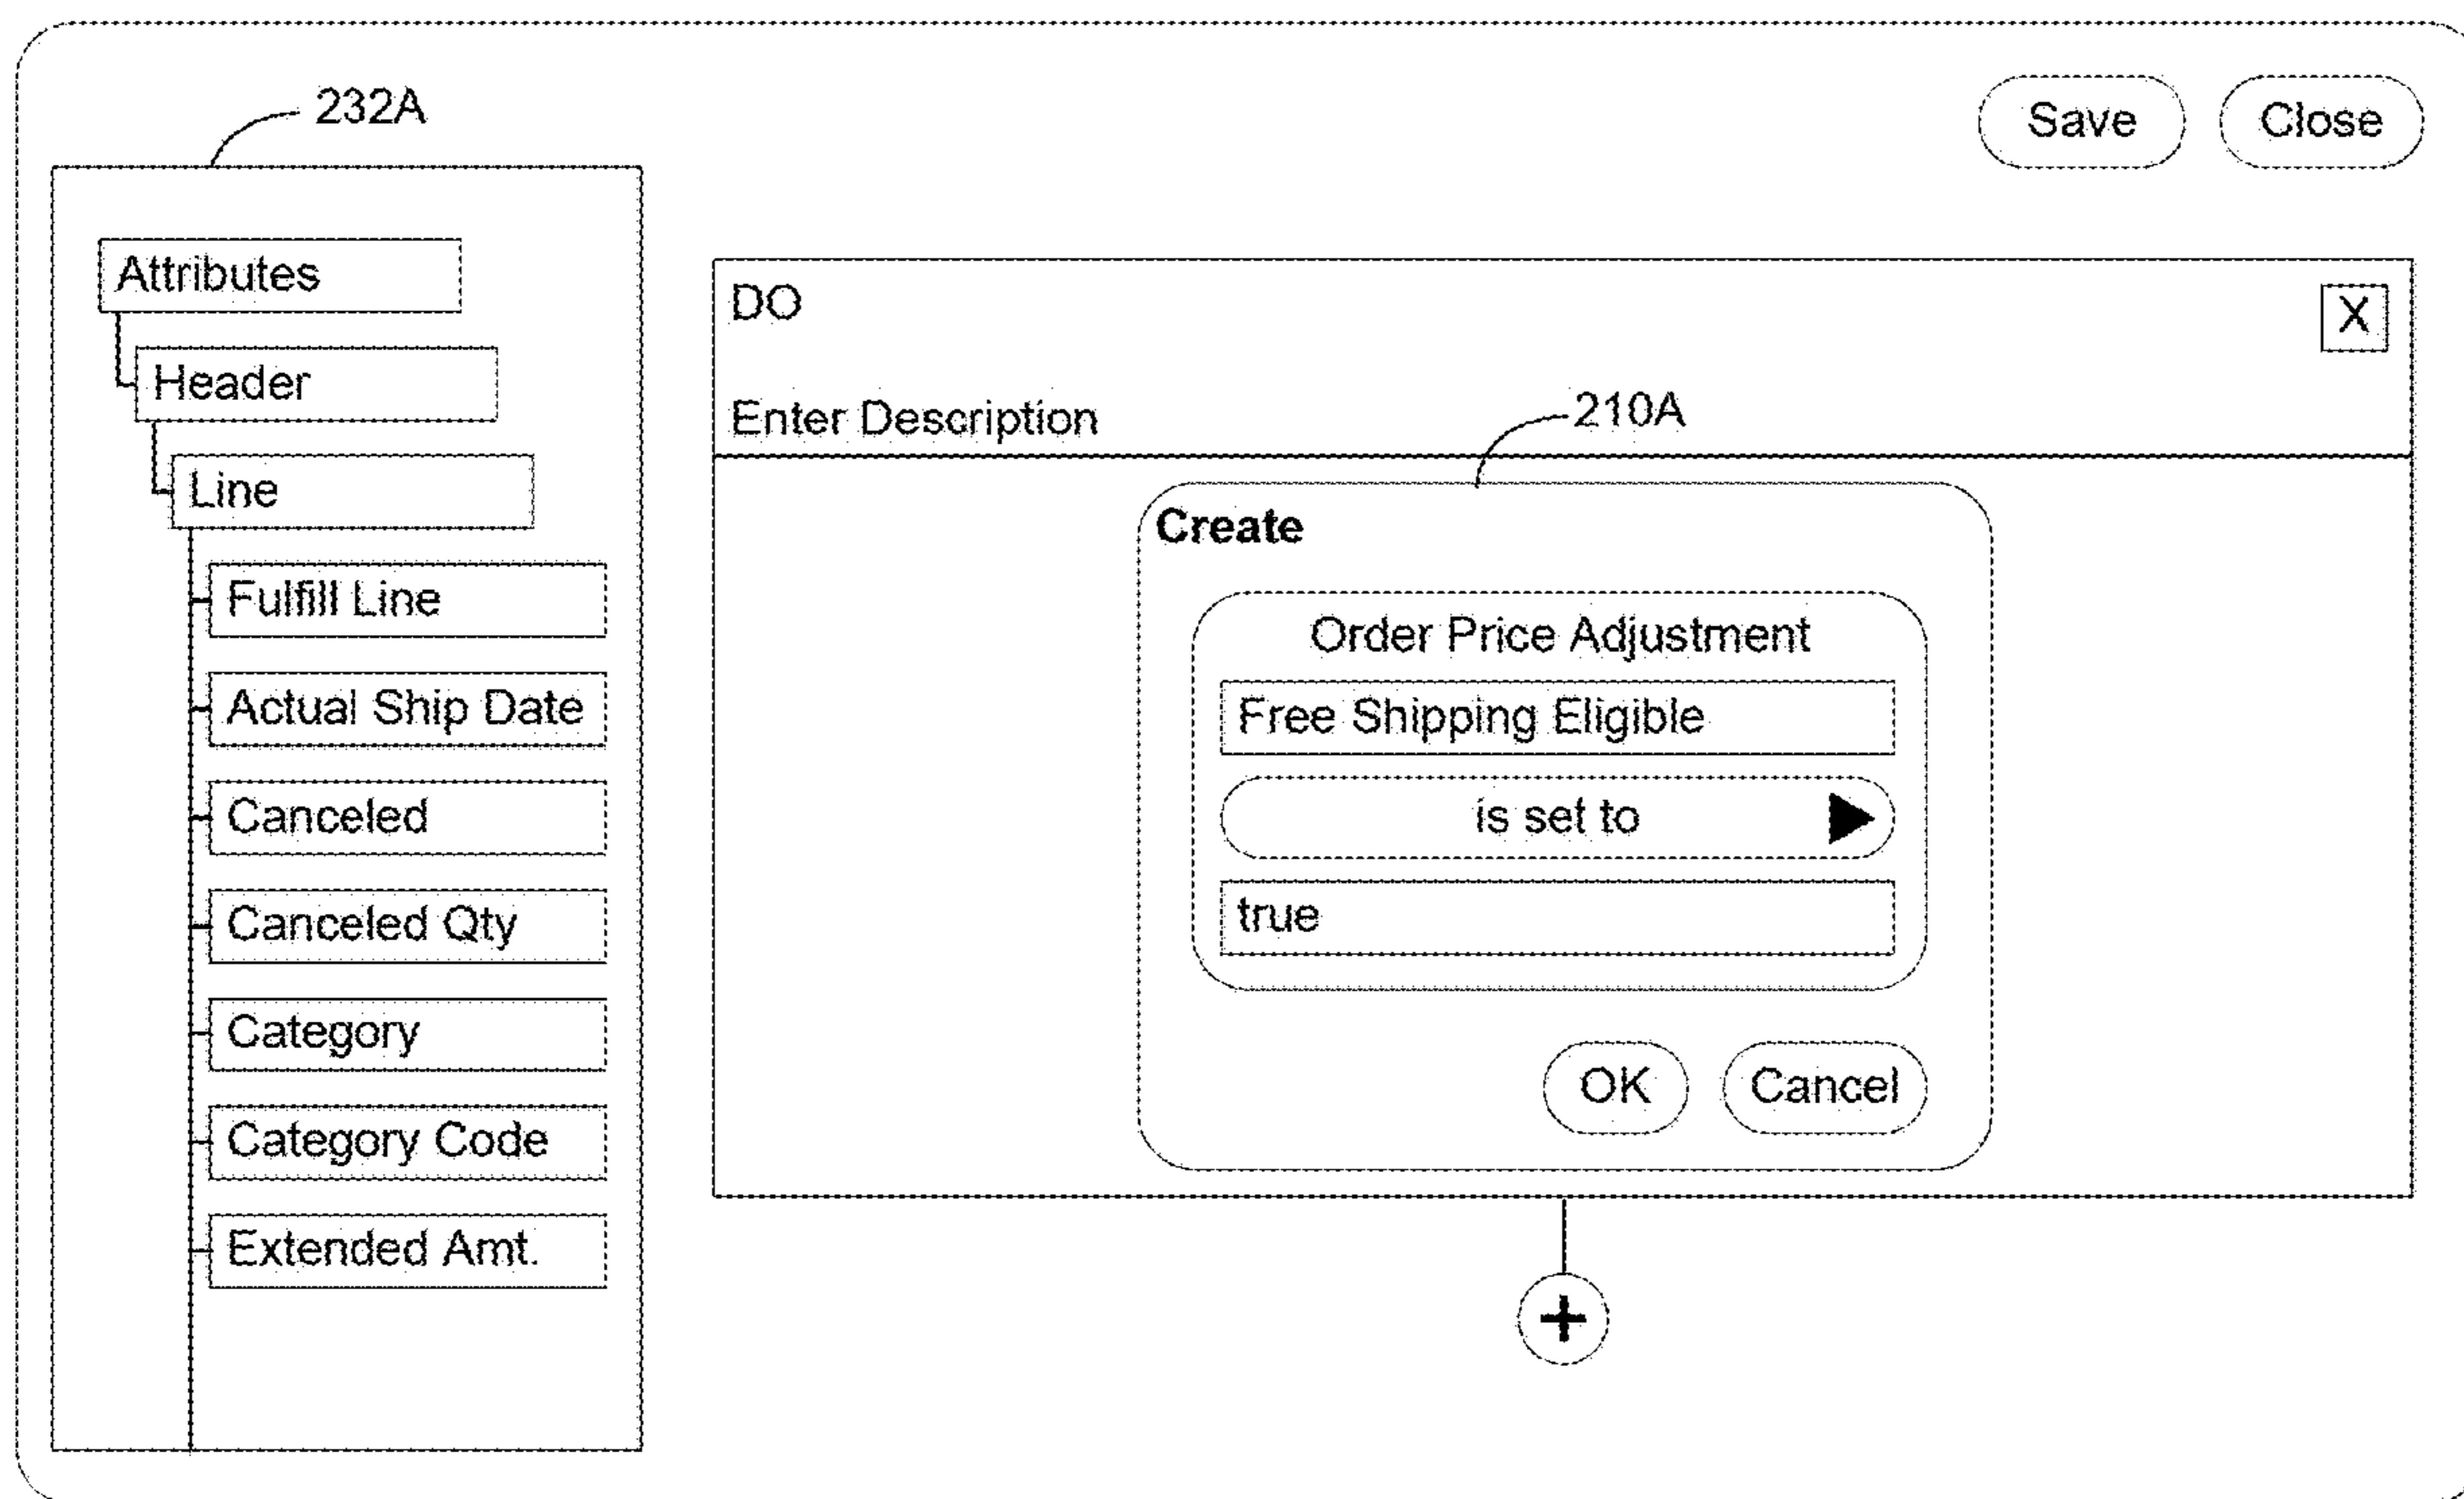 232A
Save
Close
Attributes
Header
Line
Fulfill Line
Actual Ship Date
Canceled
Canceled Qty
Category
Category Code
Extended Amt.
DO
X
Enter Description
210A
Create
Order Price Adjustment
Free Shipping Eligible
is set to
true
OK
Cancel
+